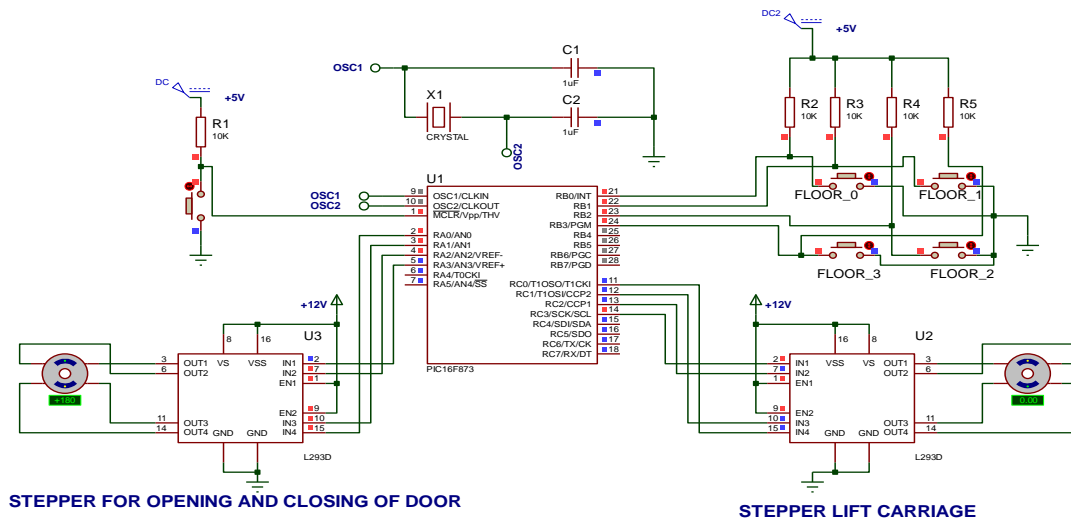 DC2
+5V
C1
OSC1
1uF
DC
+5V
X1
CRYSTAL
C2
1uF
OSC2
R1
10K
R2
10K
R3
10K
R4
10K
R5
10K
FLOOR_0
FLOOR_1
FLOOR_3
FLOOR_2
U1
OSC1
OSC2
9 OSC1/CLKIN
10 OSC2/CLKOUT
1 MCLR/Vpp/THV
2 RA0/AN0
3 RA1/AN1
4 RA2/AN2/VREF-
5 RA3/AN3/VREF+
6 RA4/T0CKI
7 RA5/AN4/SS
RB0/INT 21
RB1 22
RB2 23
RB3/PGM 24
RB4 25
RB5 26
RB6/PGC 27
RB7/PGD 28
RC0/T1OSO/T1CKI 11
RC1/T1OSI/CCP2 12
RC2/CCP1 13
RC3/SCK/SCL 14
RC4/SDI/SDA 15
RC5/SDO 16
RC6/TX/CK 17
RC7/RX/DT 18
PIC16F873
+12V
U3
8 16
VS VSS
3 OUT1
6 OUT2
11 OUT3
14 OUT4
IN1 2
IN2 7
EN1 1
EN2 9
IN3 10
IN4 15
GND GND
L293D
+180
+12V
U2
16 8
VSS VS
2 IN1
7 IN2
1 EN1
9 EN2
10 IN3
15 IN4
OUT1 3
OUT2 6
OUT3 11
OUT4 14
GND GND
L293D
0.00
STEPPER FOR OPENING AND CLOSING OF DOOR
STEPPER LIFT CARRIAGE